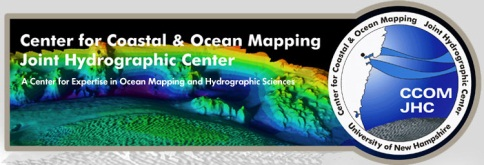 Center for Coastal & Ocean Mapping
Joint Hydrographic Center
A Center for Expertise in Ocean Mapping and Hydrographic Sciences
Center for Coastal & Ocean Mapping Joint Hydrographic Center
CCOM
JHC
University of New Hampshire